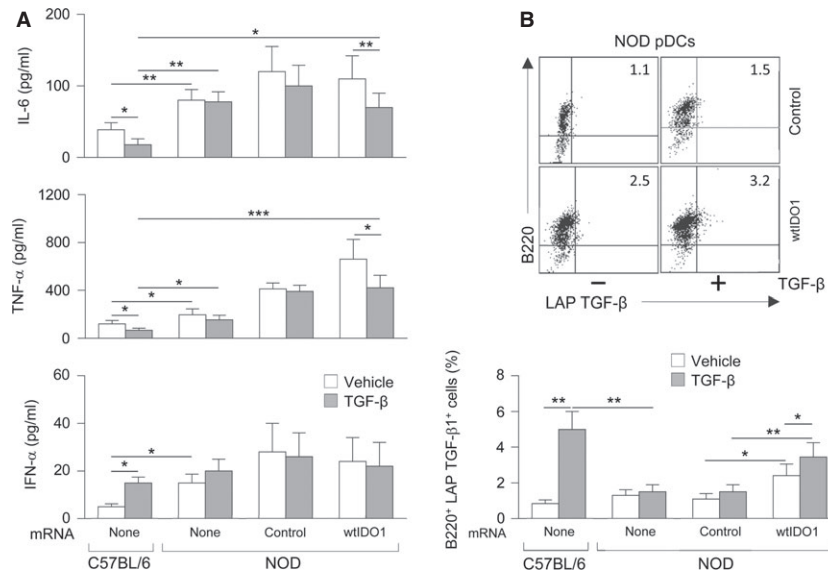 A
IL-6 (pg/ml)
200
100
0
*
**
**
*
**
TNF-α (pg/ml)
1200
800
400
0
*
*
*
***
*
IFN-α (pg/ml)
60
40
20
0
*
*
Vehicle
TGF-β
mRNA None None Control wtIDO1
C57BL/6 NOD
B
NOD pDCs
1.1 1.5
Control
2.5 3.2
wtIDO1
B220
− + TGF-β
LAP TGF-β
B220+ LAP TGF-β1+ cells (%)
8
6
4
2
0
Vehicle
TGF-β
**
**
*
**
*
None None Control wtIDO1
C57BL/6 NOD